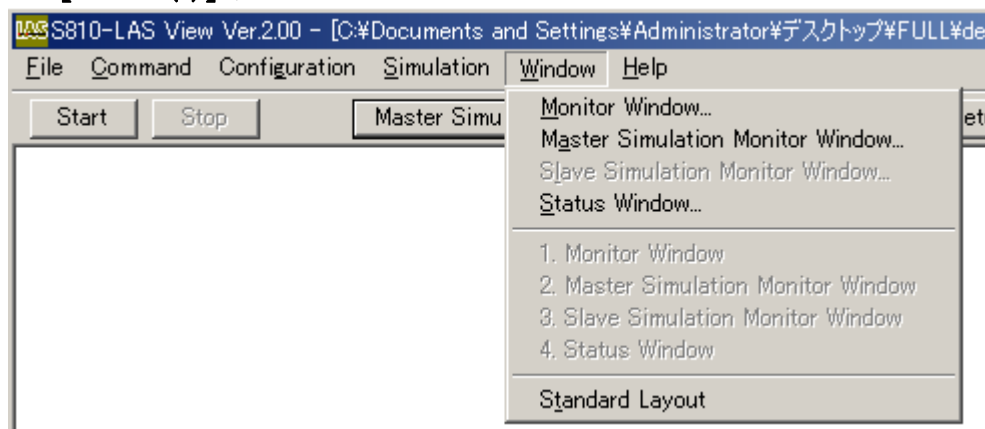 LAS S810-LAS View Ver.2.00 - [C:¥Documents and Settings¥Administrator¥デスクトップ¥FULL¥de
File Command Configuration Simulation Window Help
Start Stop Master Simu
Monitor Window...
Master Simulation Monitor Window...
Slave Simulation Monitor Window...
Status Window...
1. Monitor Window
2. Master Simulation Monitor Window
3. Slave Simulation Monitor Window
4. Status Window
Standard Layout